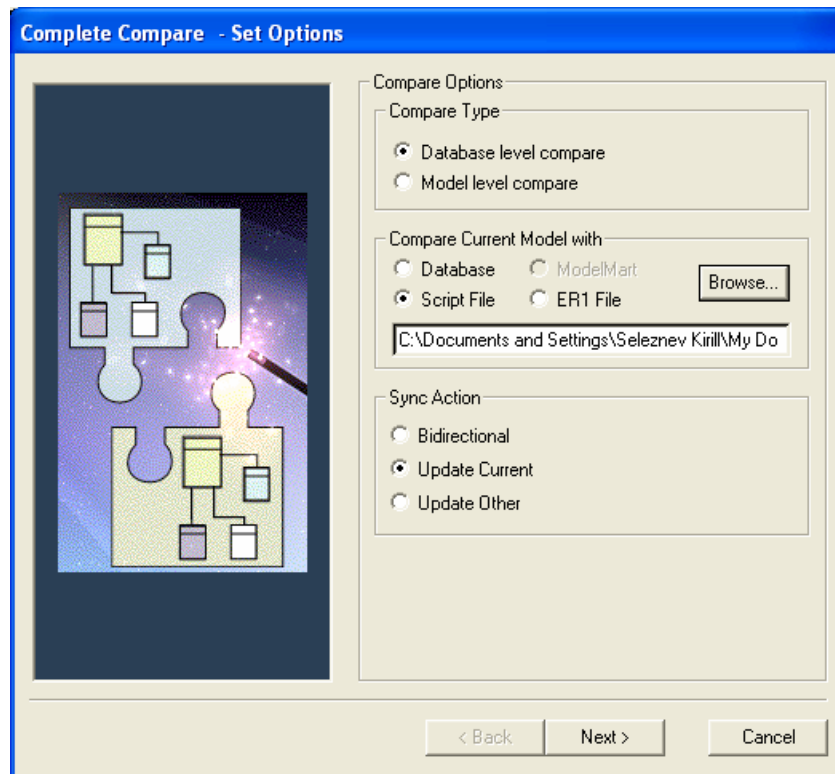 Complete Compare - Set Options
Compare Options
Compare Type
Database level compare
Model level compare
Compare Current Model with
Database ModelMart
Script File ER1 File
Browse...
C:\Documents and Settings\Seleznev Kirill\My Do
Sync Action
Bidirectional
Update Current
Update Other
< Back Next > Cancel